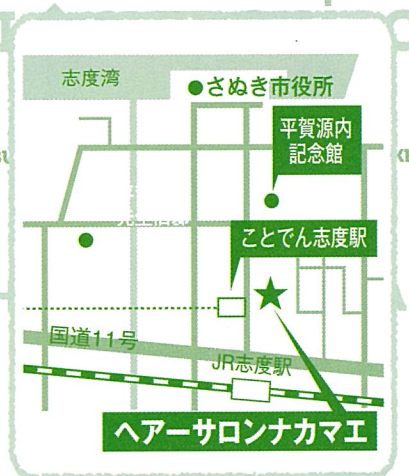 志度湾
さぬき市役所
平賀源内
記念館
ことでん志度駅
国道11号
JR志度駅
ヘアーサロンナカマエ